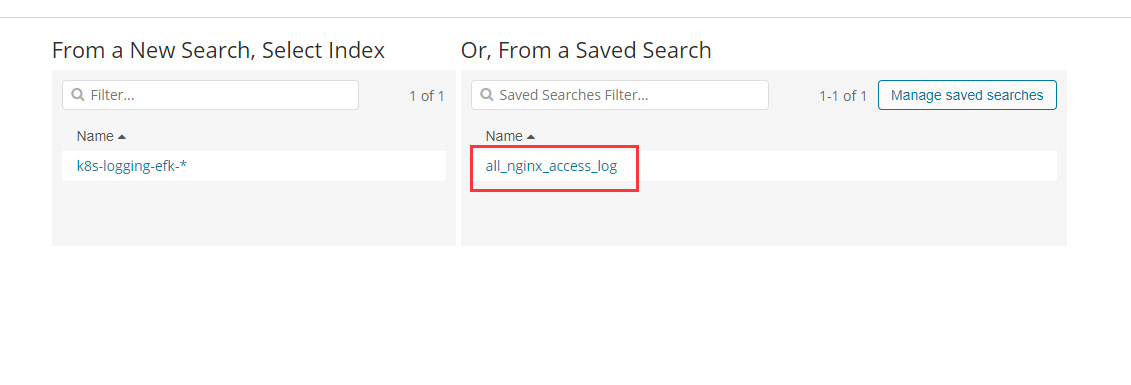 From a New Search, Select Index
Filter...
1 of 1
Name
k8s-logging-efk-*
Or, From a Saved Search
Saved Searches Filter...
1-1 of 1
Manage saved searches
Name
all_nginx_access_log